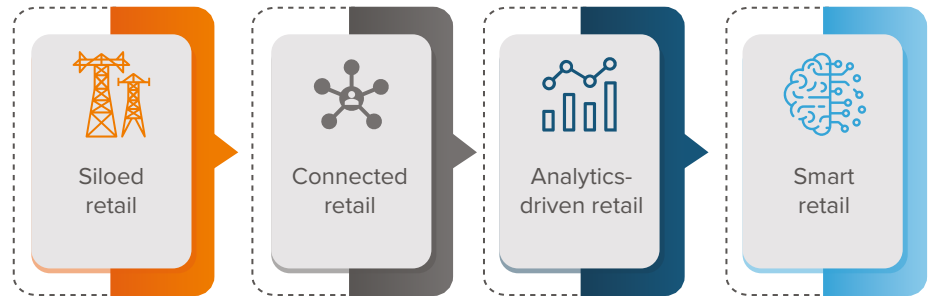 Siloed
retail
Connected
retail
Analytics-
driven retail
Smart
retail